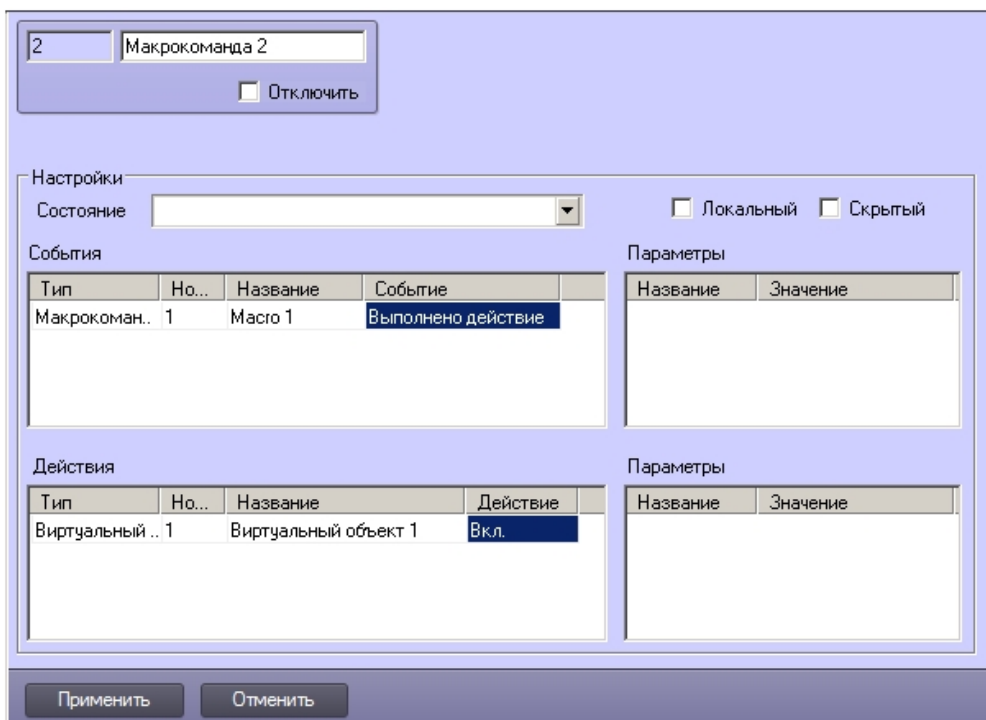 2 Макрокоманда 2
Отключить
Настройки
Состояние Локальный Скрытый
События Параметры
Тип Но... Название Событие Название Значение
Макрокоман.. 1 Macro 1 Выполнено действие
Действия Параметры
Тип Но... Название Действие Название Значение
Виртуальный .. 1 Виртуальный объект 1 Вкл.
Применить Отменить